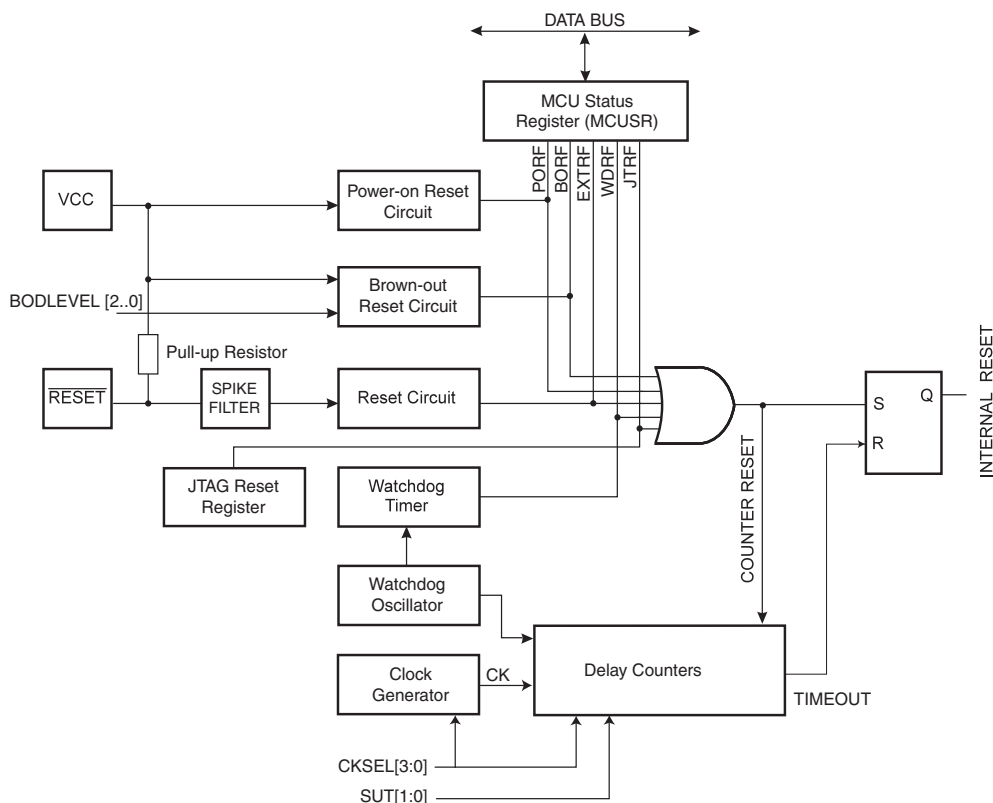 DATA BUS
MCU Status
Register (MCUSR)
PORF
BORF
EXTRF
WDRF
JTRF
VCC
Power-on Reset
Circuit
BODLEVEL [2..0]
Brown-out
Reset Circuit
Pull-up Resistor
RESET
SPIKE
FILTER
Reset Circuit
JTAG Reset
Register
Watchdog
Timer
S
Q
R
INTERNAL RESET
COUNTER RESET
Watchdog
Oscillator
Clock
Generator
CK
Delay Counters
TIMEOUT
CKSEL[3:0]
SUT[1:0]